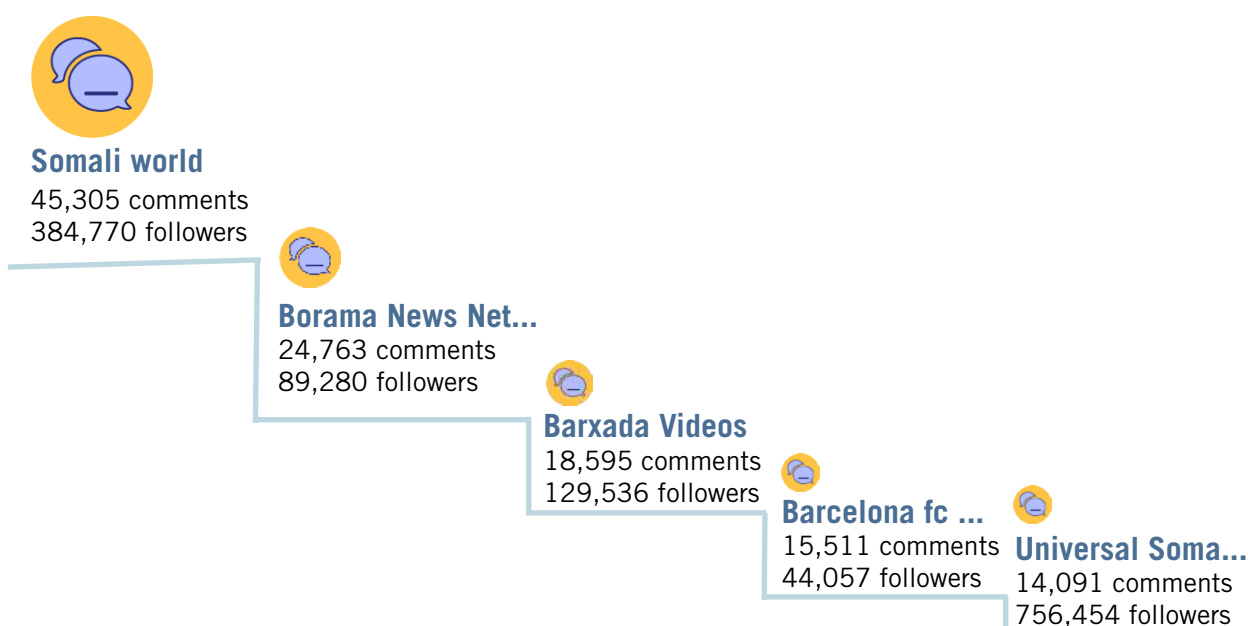 Somali world
45,305 comments
384,770 followers
Borama News Net...
24,763 comments
89,280 followers
Barxada Videos
18,595 comments
129,536 followers
Barcelona fc ...
15,511 comments
44,057 followers
Universal Soma...
14,091 comments
756,454 followers